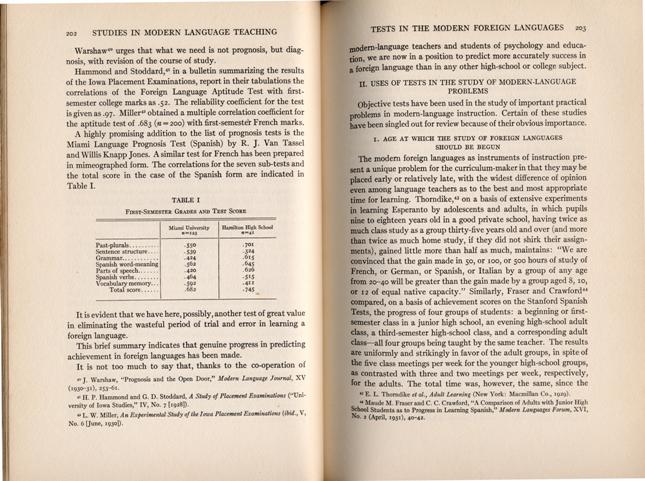 202 STUDIES IN MODERN LANGUAGE TEACHING
Warshaw⁴⁰ urges that what we need is not prognosis, but diag-
nosis, with revision of the course of study.
Hammond and Stoddard,⁴¹ in a bulletin summarizing the results
of the Iowa Placement Examinations, report in their tabulations the
correlations of the Foreign Language Aptitude Test with first-
semester college marks as .52. The reliability coefficient for the test
is given as .97. Miller⁴² obtained a multiple correlation coefficient for
the aptitude test of .683 (n=200) with first-semester French marks.
A highly promising addition to the list of prognosis tests is the
Miami Language Prognosis Test (Spanish) by R. J. Van Tassel
and Willis Knapp Jones. A similar test for French has been prepared
in mimeographed form. The correlations for the seven sub-tests and
the total score in the case of the Spanish form are indicated in
Table I.
TABLE I
First-Semester Grades and Test Score
Miami University n=125 Hamilton High School n=41
Past-plurals.......... .550 .701
Sentence structure.... .539 .524
Grammar............ .424 .615
Spanish word-meaning .562 .645
Parts of speech....... .420 .626
Spanish verbs........ .464 .515
Vocabulary memory.. .592 .411
Total score...... .682 .745
It is evident that we have here, possibly, another test of great value
in eliminating the wasteful period of trial and error in learning a
foreign language.
This brief summary indicates that genuine progress in predicting
achievement in foreign languages has been made.
It is not too much to say that, thanks to the co-operation of
⁴⁰ J. Warshaw, "Prognosis and the Open Door," Modern Language Journal, XV
(1930-31), 253-61.
⁴¹ H. P. Hammond and G. D. Stoddard, A Study of Placement Examinations ("Uni-
versity of Iowa Studies," IV, No. 7 [1928]).
⁴² L. W. Miller, An Experimental Study of the Iowa Placement Examinations (ibid., V,
No. 6 [June, 1930]).
TESTS IN THE MODERN FOREIGN LANGUAGES 203
modern-language teachers and students of psychology and educa-
tion, we are now in a position to predict more accurately success in
a foreign language than in any other high-school or college subject.
II. USES OF TESTS IN THE STUDY OF MODERN-LANGUAGE
PROBLEMS
Objective tests have been used in the study of important practical
problems in modern-language instruction. Certain of these studies
have been singled out for review because of their obvious importance.
1. AGE AT WHICH THE STUDY OF FOREIGN LANGUAGES
SHOULD BE BEGUN
The modern foreign languages as instruments of instruction pre-
sent a unique problem for the curriculum-maker in that they may be
placed early or relatively late, with the widest difference of opinion
even among language teachers as to the best and most appropriate
time for learning. Thorndike,⁴³ on a basis of extensive experiments
in learning Esperanto by adolescents and adults, in which pupils
nine to eighteen years old in a good private school, having twice as
much class study as a group thirty-five years old and over (and more
than twice as much home study, if they did not shirk their assign-
ments), gained little more than half as much, maintains: "We are
convinced that the gain made in 50, or 100, or 500 hours of study of
French, or German, or Spanish, or Italian by a group of any age
from 20-40 will be greater than the gain made by a group aged 8, 10,
or 12 of equal native capacity." Similarly, Fraser and Crawford⁴⁴
compared, on a basis of achievement scores on the Stanford Spanish
Tests, the progress of four groups of students: a beginning or first-
semester class in a junior high school, an evening high-school adult
class, a third-semester high-school class, and a corresponding adult
class—all four groups being taught by the same teacher. The results
are uniformly and strikingly in favor of the adult groups, in spite of
the five class meetings per week for the younger high-school groups,
as contrasted with three and two meetings per week, respectively,
for the adults. The total time was, however, the same, since the
⁴³ E. L. Thorndike et al., Adult Learning (New York: Macmillan Co., 1929).
⁴⁴ Maude M. Fraser and C. C. Crawford, "A Comparison of Adults with Junior High
School Students as to Progress in Learning Spanish," Modern Languages Forum, XVI,
No. 2 (April, 1931), 40-42.